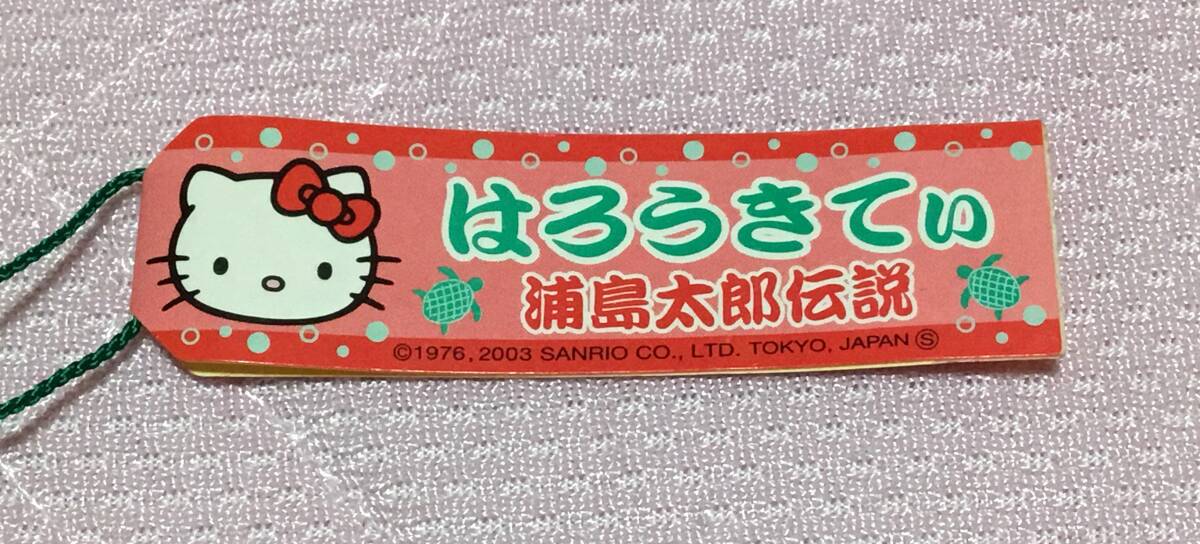 はろうきてぃ
浦島太郎伝説
©1976, 2003 SANRIO CO., LTD. TOKYO, JAPAN Ⓢ